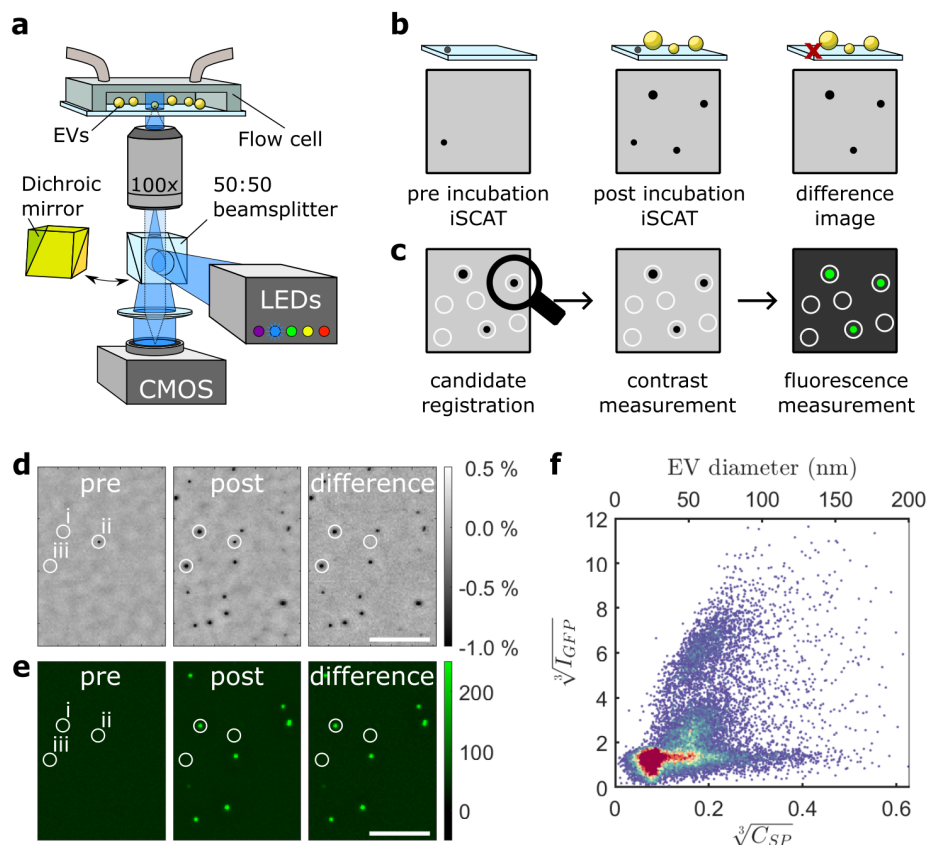 a
EVs
Flow cell
100x
Dichroic
mirror
50:50
beamsplitter
LEDs
CMOS
b
pre incubation
iSCAT
post incubation
iSCAT
difference
image
c
candidate
registration
contrast
measurement
fluorescence
measurement
d
pre
post
difference
i
ii
iii
0.5 %
0.0 %
-0.5 %
-1.0 %
e
pre
post
difference
i
ii
iii
200
100
0
f
EV diameter (nm)
0 50 100 150 200
12
10
8
6
4
2
0
∛I_GFP
0 0.2 0.4 0.6
∛C_SP